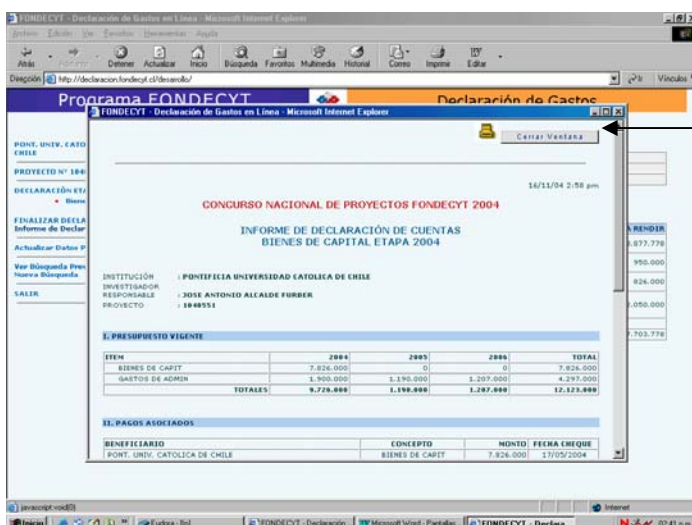 FONDECYT - Declaración de Gastos en Línea - Microsoft Internet Explorer
Archivo Edición Ver Favoritos Herramientas Ayuda
Atrás Detener Actualizar Inicio Búsqueda Favoritos Multimedia Historial Correo Imprimir Editar
Dirección http://declaracion.fondecyt.cl/desarrollo/ Ir Vínculos
Programa FONDECYT Declaración de Gastos
FONDECYT - Declaración de Gastos en Línea - Microsoft Internet Explorer
Cerrar Ventana
PONT. UNIV. CATO
CHILE
PROYECTO Nº 104
DECLARACIÓN ETA
Biene
FINALIZAR DECLA
Informe de Declar
Actualizar Datos P
Ver Búsqueda Prev
Nueva Búsqueda
SALIR
16/11/04 2:58 pm
CONCURSO NACIONAL DE PROYECTOS FONDECYT 2004
INFORME DE DECLARACIÓN DE CUENTAS
BIENES DE CAPITAL ETAPA 2004
INSTITUCIÓN : PONTIFICIA UNIVERSIDAD CATOLICA DE CHILE
INVESTIGADOR
RESPONSABLE : JOSE ANTONIO ALCALDE FURBER
PROYECTO : 1040551
I. PRESUPUESTO VIGENTE
ITEM 2004 2005 2006 TOTAL
BIENES DE CAPIT 7.826.000 0 0 7.826.000
GASTOS DE ADMIN 1.900.000 1.190.000 1.207.000 4.297.000
TOTALES 9.726.000 1.190.000 1.207.000 12.123.000
II. PAGOS ASOCIADOS
BENEFICIARIO CONCEPTO MONTO FECHA CHEQUE
PONT. UNIV. CATOLICA DE CHILE BIENES DE CAPIT 7.826.000 17/05/2004
A RENDIR
.877.778
950.000
826.000
.050.000
.703.778
javascript:void(0) Internet
Inicio Eudora - [In] FONDECYT - Declaración Microsoft Word - Pantallas FONDECYT - Declara